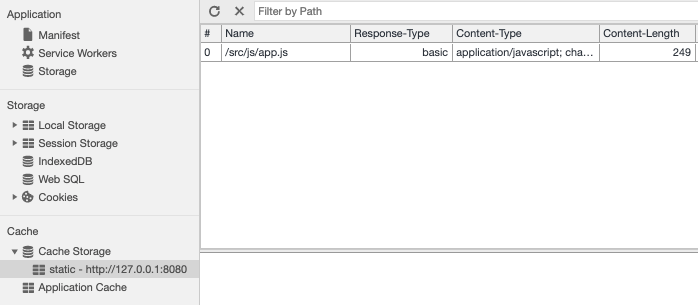 Application
Manifest
Service Workers
Storage
Storage
Local Storage
Session Storage
IndexedDB
Web SQL
Cookies
Cache
Cache Storage
static - http://127.0.0.1:8080
Application Cache
Filter by Path
# Name Response-Type Content-Type Content-Length
0 /src/js/app.js basic application/javascript; cha… 249